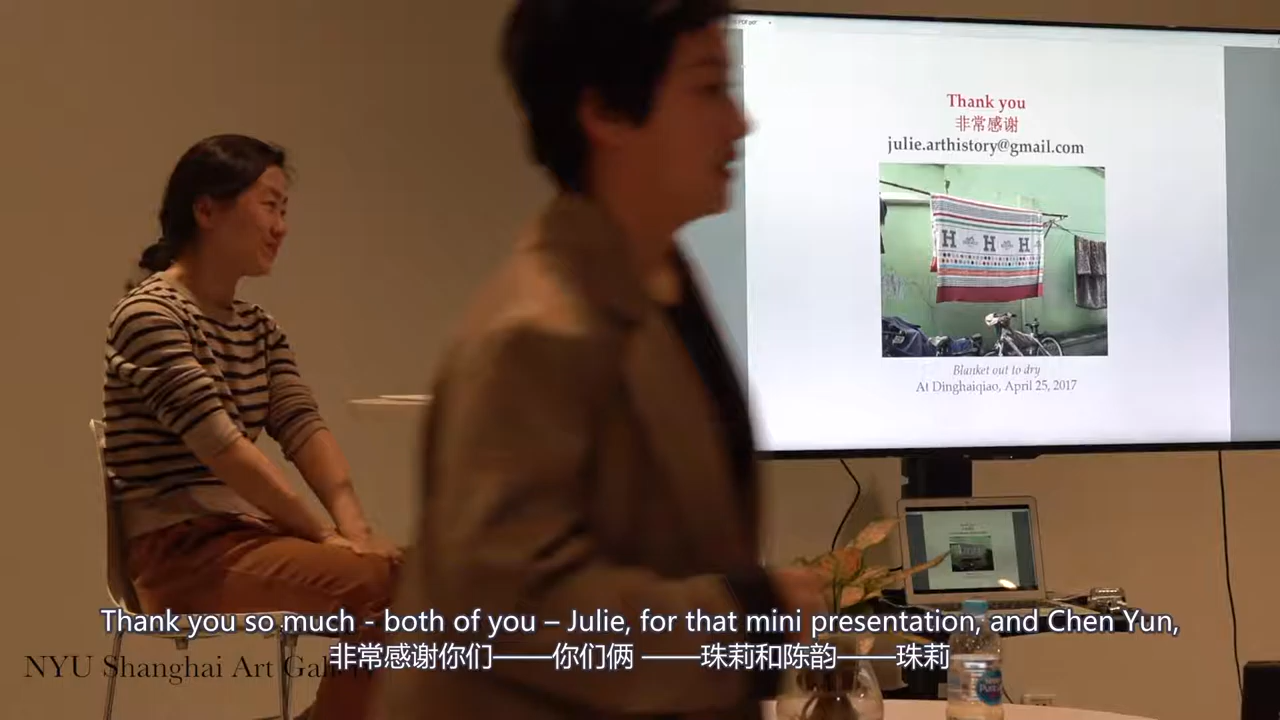 Thank you
非常感谢
julie.arthistory@gmail.com
H H H
Blanket out to dry
At Dinghaiqiao, April 25, 2017
Thank you so much - both of you – Julie, for that mini presentation, and Chen Yun,
非常感谢你们——你们俩 ——珠莉和陈韵——珠莉
NYU Shanghai Art Gallery